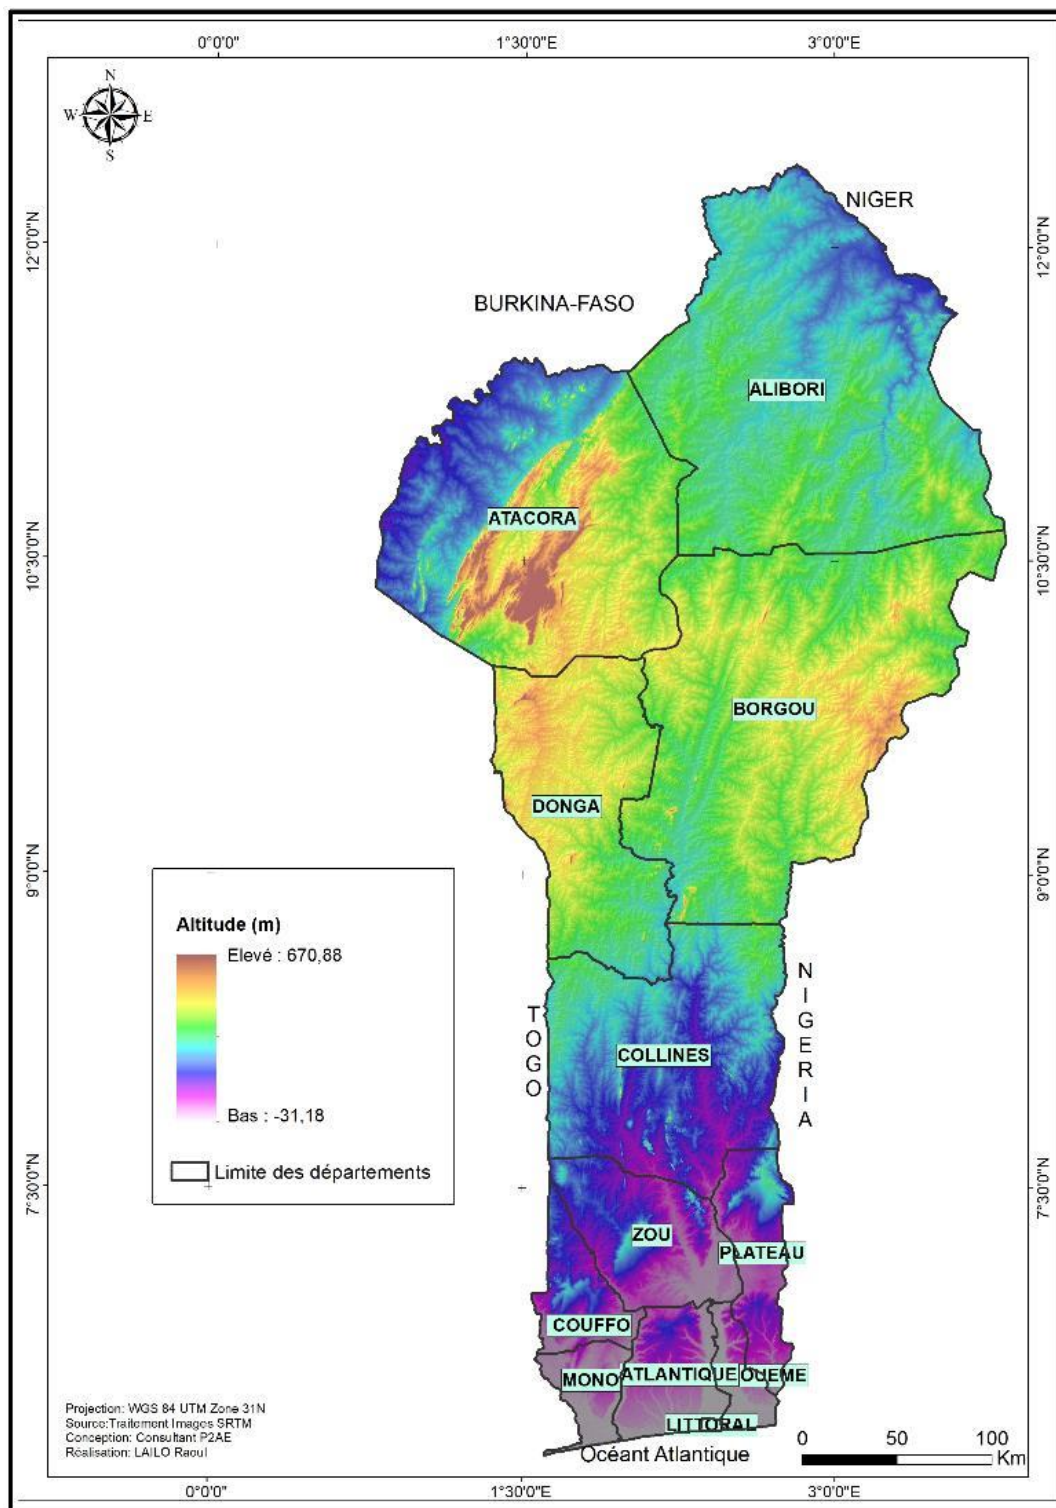 0°0'0"
1°30'0"E
3°0'0"E
N
W
E
S
NIGER
12°0'0"N
12°0'0"N
BURKINA-FASO
ALIBORI
ATACORA
10°30'0"N
10°30'0"N
BORGOU
DONGA
9°0'0"N
9°0'0"N
Altitude (m)
Elevé : 670,88
Bas : -31,18
Limite des départements
TOGO
NIGERIA
COLLINES
7°30'0"N
7°30'0"N
ZOU
PLATEAU
COUFFO
MONO
ATLANTIQUE
OUEME
LITTORAL
Projection: WGS 84 UTM Zone 31N
Source:Traitement Images SRTM
Conception: Consultant P2AE
Réalisation: LAILO Raoul
Océant Atlantique
0
50
100
Km
0°0'0"
1°30'0"E
3°0'0"E